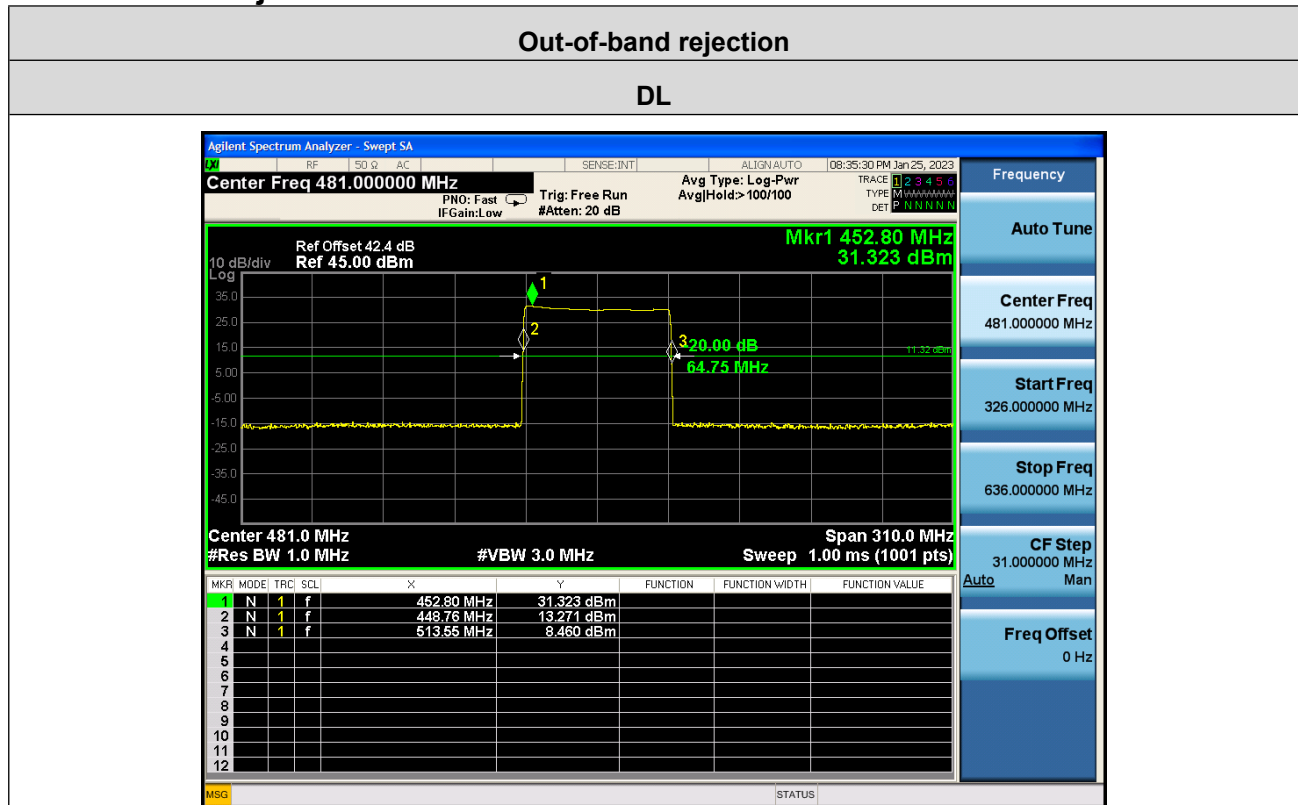 Out-of-band rejection
DL
Agilent Spectrum Analyzer - Swept SA
LXI RF 50 Ω AC SENSE:INT ALIGN AUTO 08:35:30 PM Jan 25, 2023
Center Freq 481.000000 MHz
PNO: Fast
IFGain:Low
Trig: Free Run
#Atten: 20 dB
Avg Type: Log-Pwr
Avg|Hold:>100/100
TRACE 1 2 3 4 5 6
TYPE MWWWWW
DET P N N N N N
Ref Offset 42.4 dB
10 dB/div Ref 45.00 dBm
Log
Mkr1 452.80 MHz
31.323 dBm
35.0
25.0
15.0
5.00
-5.00
-15.0
-25.0
-35.0
-45.0
1
2
3
-20.00 dB
64.75 MHz
11.32 dBm
Center 481.0 MHz Span 310.0 MHz
#Res BW 1.0 MHz #VBW 3.0 MHz Sweep 1.00 ms (1001 pts)
MKR MODE TRC SCL X Y FUNCTION FUNCTION WIDTH FUNCTION VALUE
1 N 1 f 452.80 MHz 31.323 dBm
2 N 1 f 448.76 MHz 13.271 dBm
3 N 1 f 513.55 MHz 8.460 dBm
4
5
6
7
8
9
10
11
12
MSG STATUS
Frequency
Auto Tune
Center Freq
481.000000 MHz
Start Freq
326.000000 MHz
Stop Freq
636.000000 MHz
CF Step
31.000000 MHz
Auto Man
Freq Offset
0 Hz